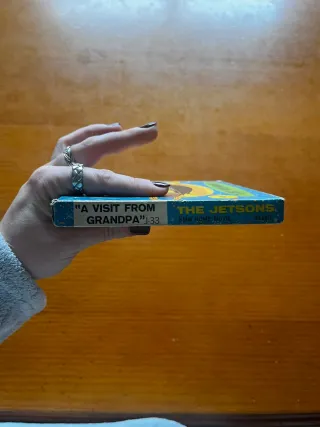 "A VISIT FROM
GRANDPA" J-33
THE JETSONS